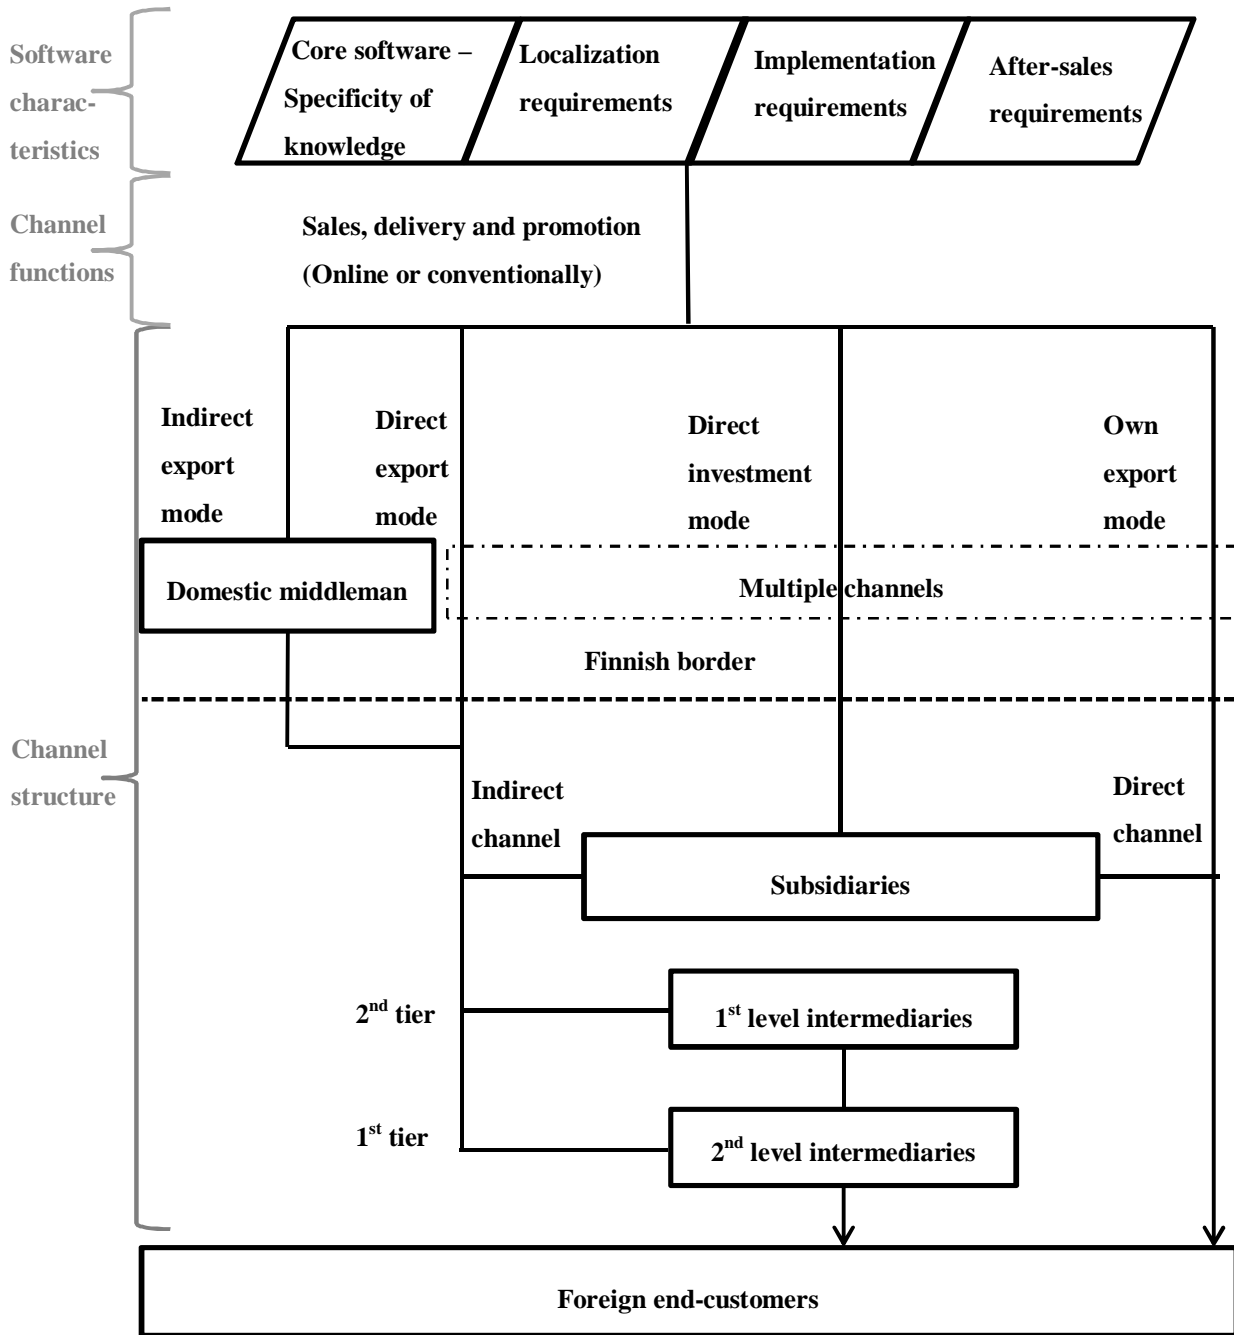 Software
charac-
teristics
Core software –
Specificity of
knowledge
Localization
requirements
Implementation
requirements
After-sales
requirements
Channel
functions
Sales, delivery and promotion
(Online or conventionally)
Indirect
export
mode
Direct
export
mode
Direct
investment
mode
Own
export
mode
Domestic middleman
Multiple channels
Finnish border
Channel
structure
Indirect
channel
Direct
channel
Subsidiaries
2nd tier
1st level intermediaries
1st tier
2nd level intermediaries
Foreign end-customers